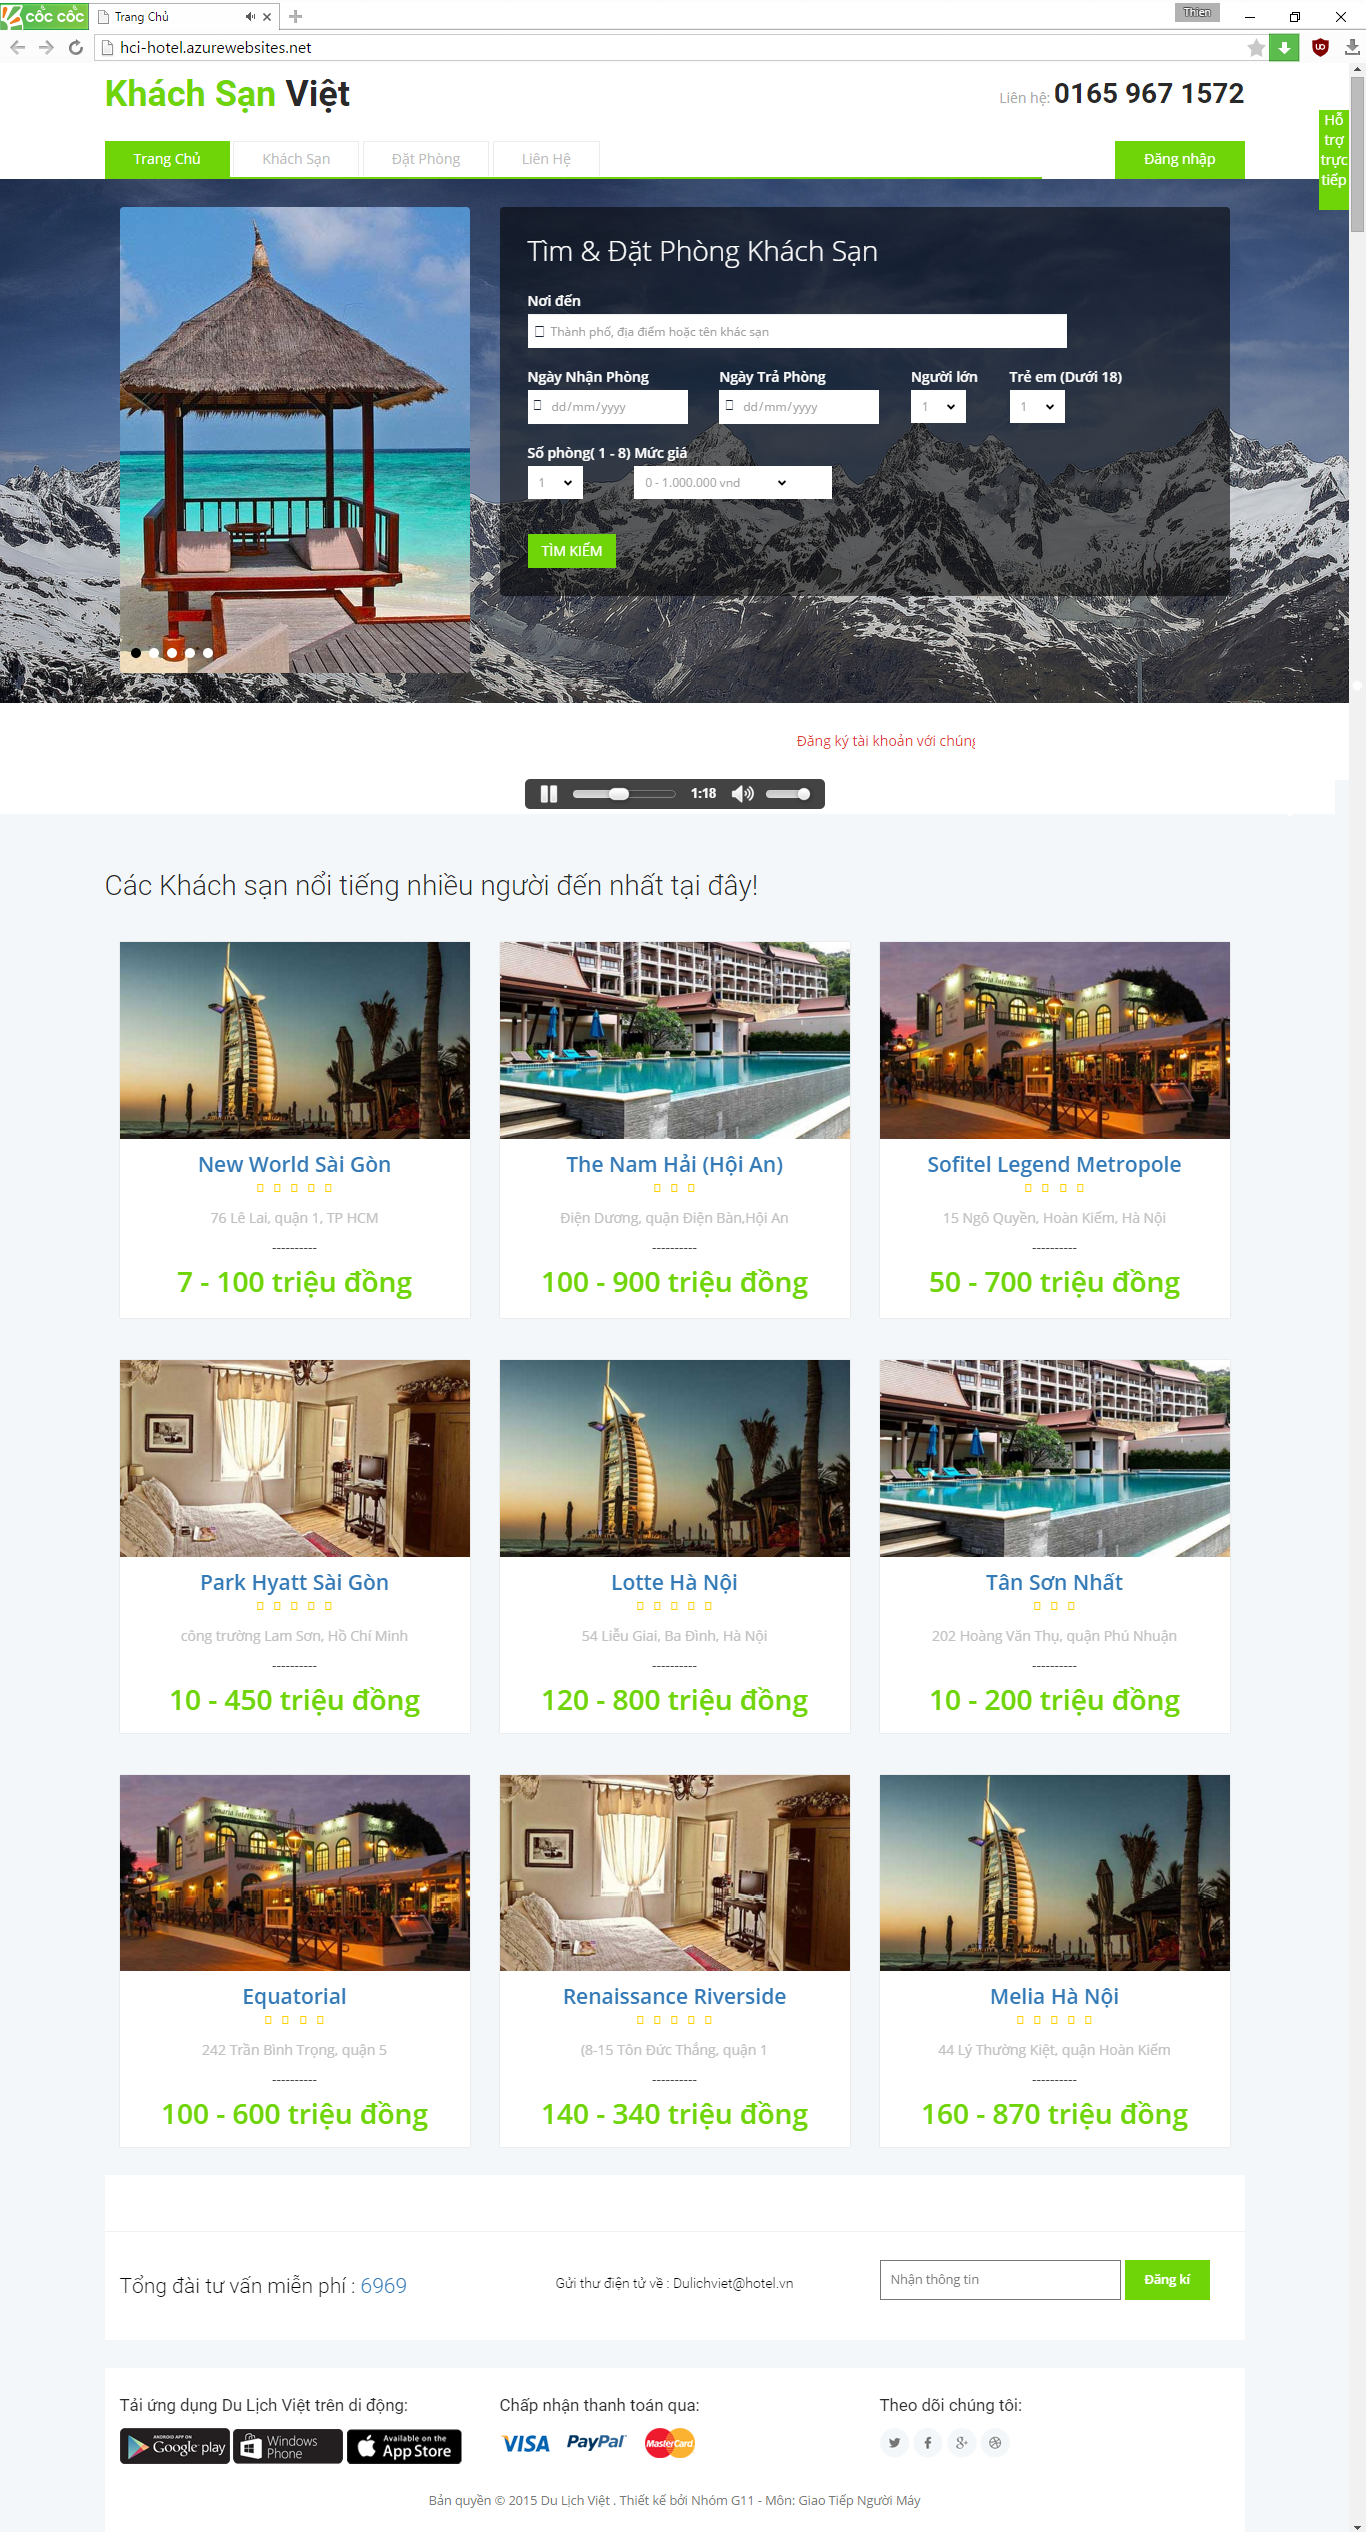 cốc cốc
Trang Chủ
Thien
hci-hotel.azurewebsites.net
Khách Sạn Việt
Liên hệ: 0165 967 1572
Hỗ
trợ
trực
tiếp
Trang Chủ
Khách Sạn
Đặt Phòng
Liên Hệ
Đăng nhập
Tìm & Đặt Phòng Khách Sạn
Nơi đến
Thành phố, địa điểm hoặc tên khác sạn
Ngày Nhận Phòng
Ngày Trả Phòng
Người lớn
Trẻ em (Dưới 18)
dd/mm/yyyy
dd/mm/yyyy
1
1
Số phòng( 1 - 8) Mức giá
1
0 - 1.000.000 vnd
TÌM KIẾM
Đăng ký tài khoản với chúng
1:18
Các Khách sạn nổi tiếng nhiều người đến nhất tại đây!
New World Sài Gòn
76 Lê Lai, quận 1, TP HCM
----------
7 - 100 triệu đồng
The Nam Hải (Hội An)
Điện Dương, quận Điện Bàn,Hội An
----------
100 - 900 triệu đồng
Sofitel Legend Metropole
15 Ngô Quyền, Hoàn Kiếm, Hà Nội
----------
50 - 700 triệu đồng
Park Hyatt Sài Gòn
công trường Lam Sơn, Hồ Chí Minh
----------
10 - 450 triệu đồng
Lotte Hà Nội
54 Liễu Giai, Ba Đình, Hà Nội
----------
120 - 800 triệu đồng
Tân Sơn Nhất
202 Hoàng Văn Thụ, quận Phú Nhuận
----------
10 - 200 triệu đồng
Equatorial
242 Trần Bình Trọng, quận 5
----------
100 - 600 triệu đồng
Renaissance Riverside
(8-15 Tôn Đức Thắng, quận 1
----------
140 - 340 triệu đồng
Melia Hà Nội
44 Lý Thường Kiệt, quận Hoàn Kiếm
----------
160 - 870 triệu đồng
Tổng đài tư vấn miễn phí : 6969
Gửi thư điện tử về : Dulichviet@hotel.vn
Nhận thông tin
Đăng kí
Tải ứng dụng Du Lịch Việt trên di động:
Chấp nhận thanh toán qua:
Theo dõi chúng tôi:
ANDROID APP ON
Google play
Windows
Phone
Available on the
App Store
VISA
PayPal
MasterCard
Bản quyền © 2015 Du Lịch Việt . Thiết kế bởi Nhóm G11 - Môn: Giao Tiếp Người Máy